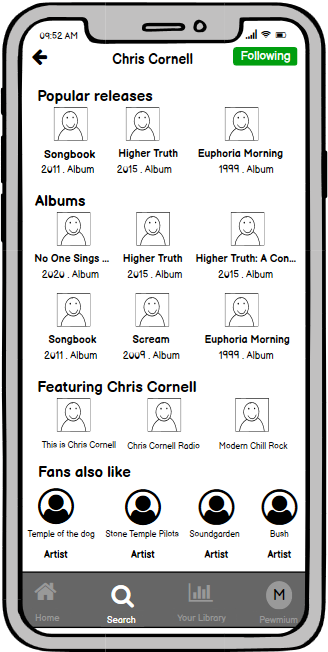 09:52 AM
Chris Cornell Following
Popular releases
Songbook Higher Truth Euphoria Morning
2011 . Album 2015 . Album 1999 . Album
Albums
No One Sings ... Higher Truth Higher Truth: A Con...
2020 . Album 2015 . Album 2015 . Album
Songbook Scream Euphoria Morning
2011 . Album 2009 . Album 1999 . Album
Featuring Chris Cornell
This is Chris Cornell Chris Cornell Radio Modern Chill Rock
Fans also like
Temple of the dog Stone Temple Pilots Soundgarden Bush
Artist Artist Artist Artist
M
Home Search Your Library Pewmium